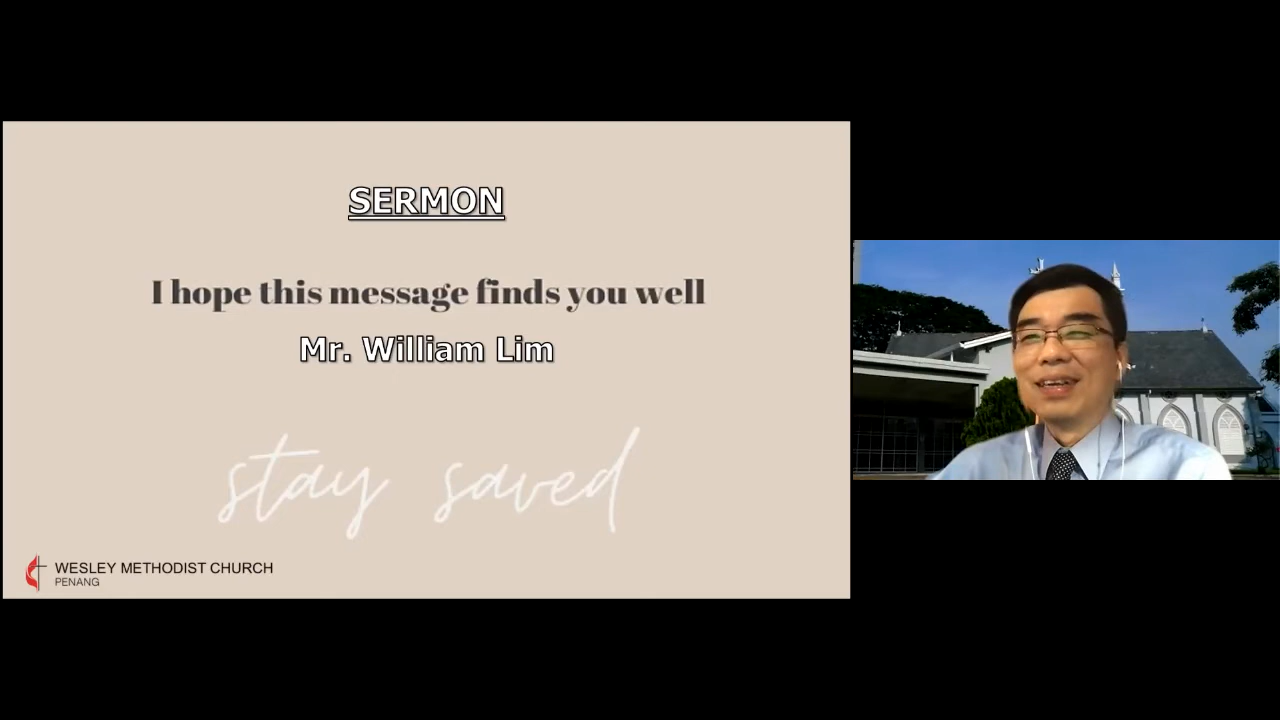 SERMON
I hope this message finds you well
Mr. William Lim
stay saved
WESLEY METHODIST CHURCH
PENANG